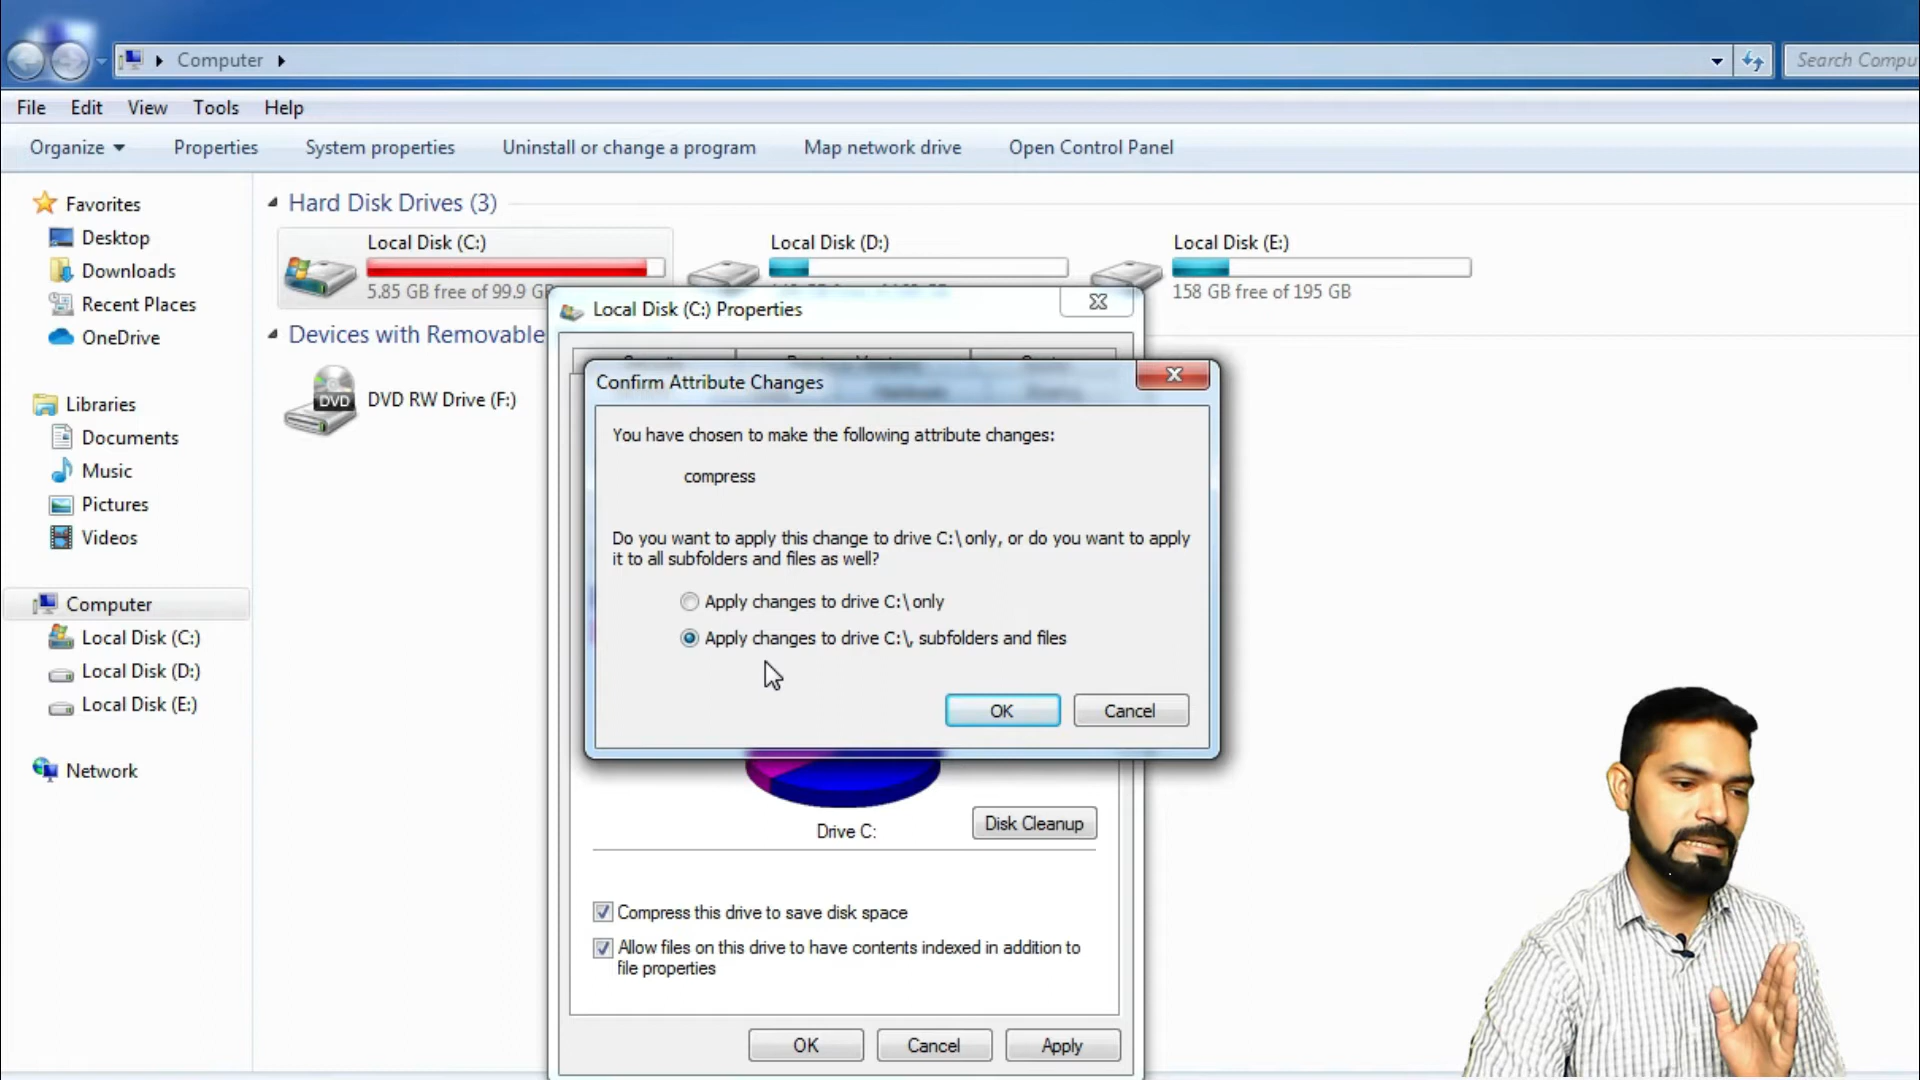 Computer
Search Compu
File Edit View Tools Help
Organize Properties System properties Uninstall or change a program Map network drive Open Control Panel
Favorites
Desktop
Downloads
Recent Places
OneDrive
Libraries
Documents
Music
Pictures
Videos
Computer
Local Disk (C:)
Local Disk (D:)
Local Disk (E:)
Network
Hard Disk Drives (3)
Local Disk (C:)
5.85 GB free of 99.9 GB
Local Disk (D:)
Local Disk (E:)
158 GB free of 195 GB
Devices with Removable
DVD
DVD RW Drive (F:)
Local Disk (C:) Properties
Confirm Attribute Changes
You have chosen to make the following attribute changes:
compress
Do you want to apply this change to drive C:\ only, or do you want to apply
it to all subfolders and files as well?
Apply changes to drive C:\ only
Apply changes to drive C:\, subfolders and files
OK Cancel
Drive C:
Disk Cleanup
Compress this drive to save disk space
Allow files on this drive to have contents indexed in addition to
file properties
OK Cancel Apply